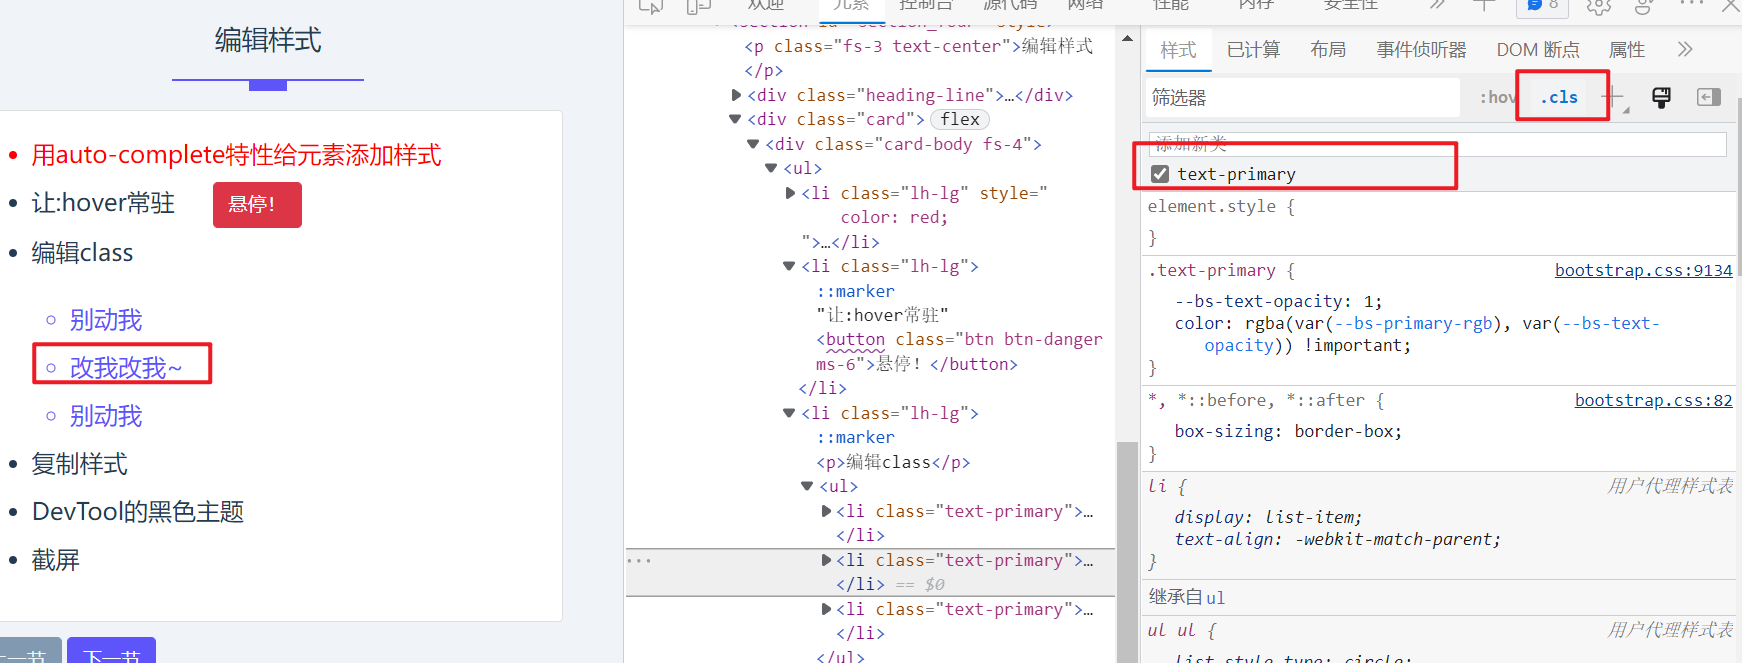 编辑样式
用auto-complete特性给元素添加样式
让:hover常驻
悬停!
编辑class
别动我
改我改我~
别动我
复制样式
DevTool的黑色主题
截屏
上一节
下一节
欢迎
元素
控制台
源代码
网络
性能
内存
安全性
8
<section id="section_four" style>
<p class="fs-3 text-center">编辑样式
</p>
<div class="heading-line">…</div>
<div class="card"> flex
<div class="card-body fs-4">
<ul>
<li class="lh-lg" style="
color: red;
">…</li>
<li class="lh-lg">
::marker
"让:hover常驻"
<button class="btn btn-danger
ms-6">悬停! </button>
</li>
<li class="lh-lg">
::marker
<p>编辑class</p>
<ul>
<li class="text-primary">…
</li>
<li class="text-primary">…
</li> == $0
<li class="text-primary">…
</li>
</ul>
样式
已计算
布局
事件侦听器
DOM 断点
属性
筛选器
:hov
.cls
添加新类
text-primary
element.style {
}
.text-primary {
bootstrap.css:9134
--bs-text-opacity: 1;
color: rgba(var(--bs-primary-rgb), var(--bs-text-
opacity)) !important;
}
*, *::before, *::after {
bootstrap.css:82
box-sizing: border-box;
}
li {
用户代理样式表
display: list-item;
text-align: -webkit-match-parent;
}
继承自 ul
ul ul {
用户代理样式表
list-style-type: circle;